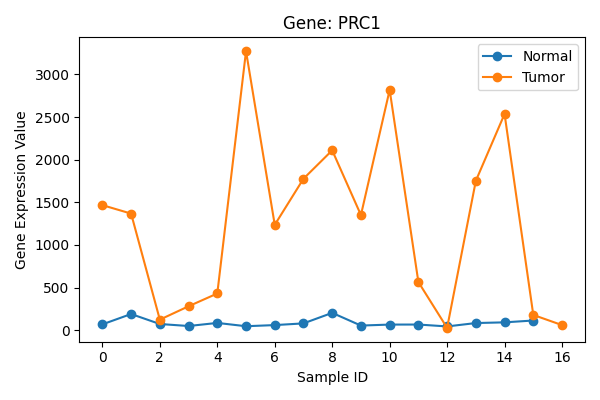 Gene: PRC1
Normal
Tumor
Gene Expression Value
3000
2500
2000
1500
1000
500
0
0 2 4 6 8 10 12 14 16
Sample ID